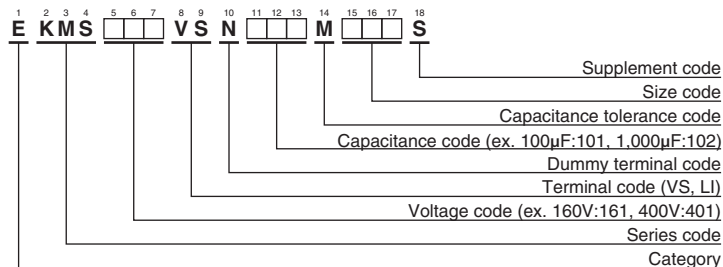 1 2 3 4 5 6 7 8 9 10 11 12 13 14 15 16 17 18
E KMS □□□ VS N □□□ M □□□ S
Supplement code
Size code
Capacitance tolerance code
Capacitance code (ex. 100µF:101, 1,000µF:102)
Dummy terminal code
Terminal code (VS, LI)
Voltage code (ex. 160V:161, 400V:401)
Series code
Category